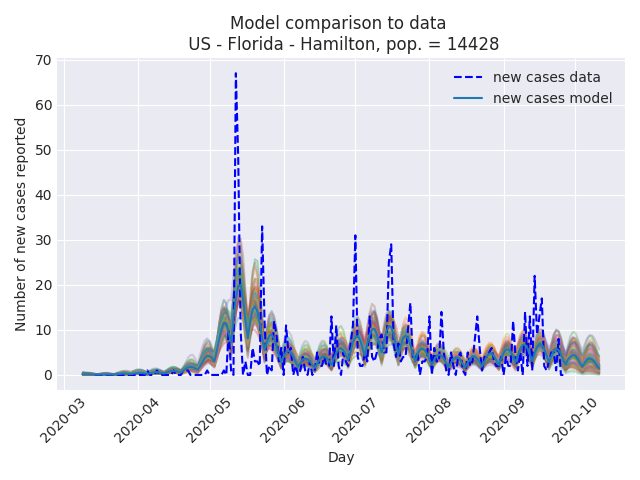 Model comparison to data
US - Florida - Hamilton, pop. = 14428
new cases data
new cases model
Number of new cases reported
70
60
50
40
30
20
10
0
2020-03
2020-04
2020-05
2020-06
2020-07
2020-08
2020-09
2020-10
Day